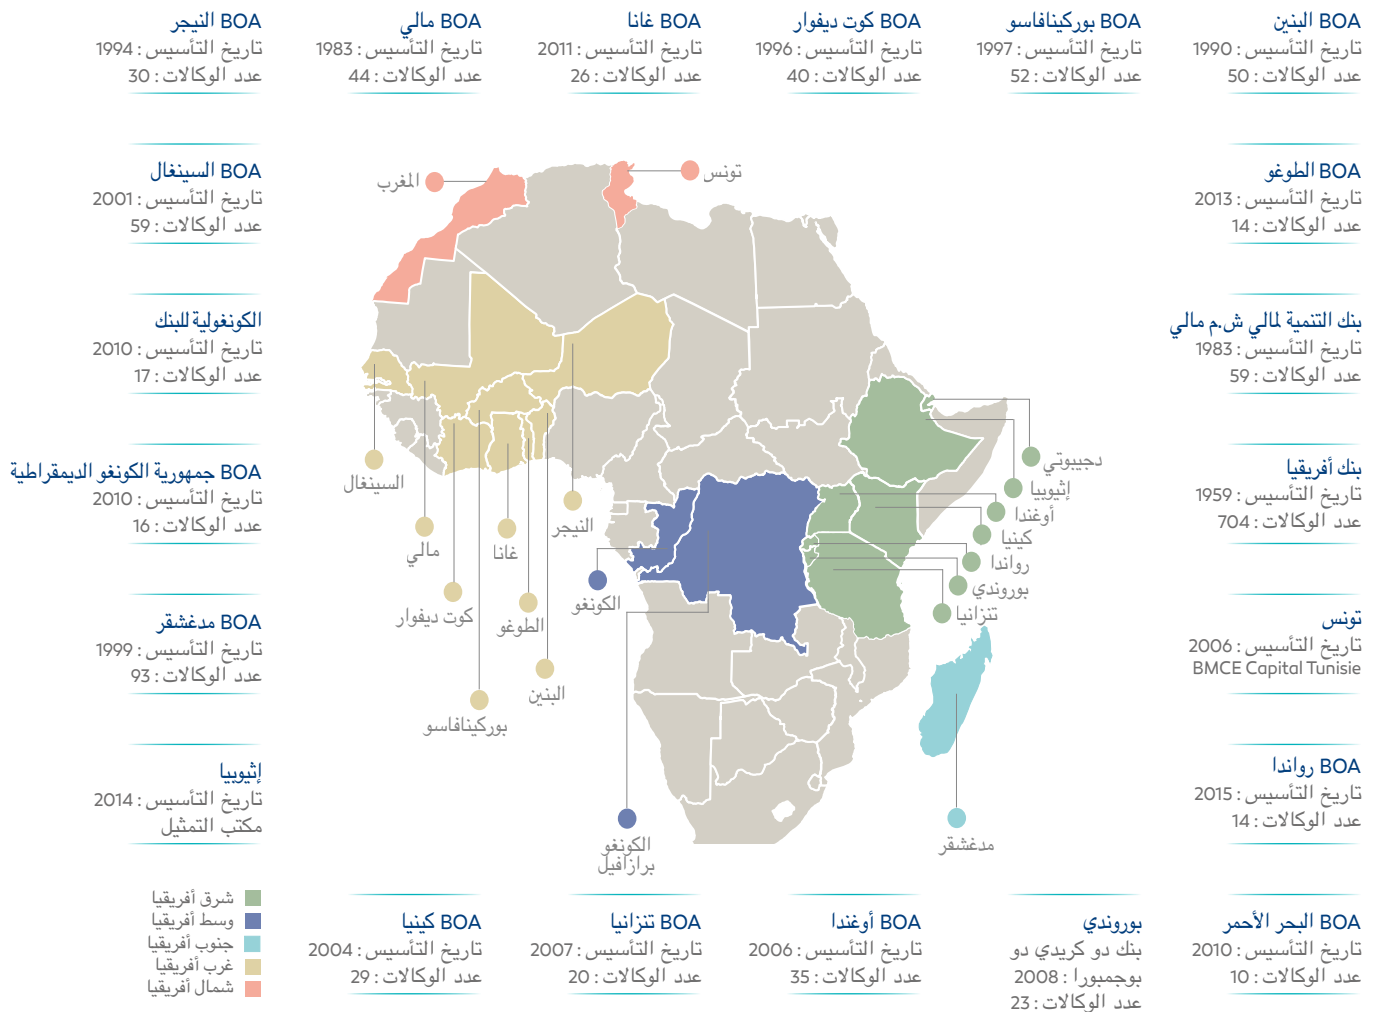 BOA البنين
تاريخ التأسيس : 1990
عدد الوكالات : 50
BOA بوركينافاسو
تاريخ التأسيس : 1997
عدد الوكالات : 52
BOA كوت ديفوار
تاريخ التأسيس : 1996
عدد الوكالات : 40
BOA غانا
تاريخ التأسيس : 2011
عدد الوكالات : 26
BOA مالي
تاريخ التأسيس : 1983
عدد الوكالات : 44
BOA النيجر
تاريخ التأسيس : 1994
عدد الوكالات : 30
BOA الطوغو
تاريخ التأسيس : 2013
عدد الوكالات : 14
بنك التنمية لمالي ش.م مالي
تاريخ التأسيس : 1983
عدد الوكالات : 59
بنك أفريقيا
تاريخ التأسيس : 1959
عدد الوكالات : 704
تونس
تاريخ التأسيس : 2006
BMCE Capital Tunisie
BOA رواندا
تاريخ التأسيس : 2015
عدد الوكالات : 14
تونس
المغرب
دجيبوتي
إثيوبيا
أوغندا
كينيا
رواندا
بوروندي
تنزانيا
السينغال
النيجر
مالي
غانا
الكونغو
كوت ديفوار
الطوغو
البنين
بوركينافاسو
الكونغو
برازافيل
مدغشقر
BOA السينغال
تاريخ التأسيس : 2001
عدد الوكالات : 59
الكونغولية للبنك
تاريخ التأسيس : 2010
عدد الوكالات : 17
BOA جمهورية الكونغو الديمقراطية
تاريخ التأسيس : 2010
عدد الوكالات : 16
BOA مدغشقر
تاريخ التأسيس : 1999
عدد الوكالات : 93
إثيوبيا
تاريخ التأسيس : 2014
مكتب التمثيل
BOA البحر الأحمر
تاريخ التأسيس : 2010
عدد الوكالات : 10
بوروندي
بنك دو كريدي دو
بوجمبورا : 2008
عدد الوكالات : 23
BOA أوغندا
تاريخ التأسيس : 2006
عدد الوكالات : 35
BOA تنزانيا
تاريخ التأسيس : 2007
عدد الوكالات : 20
BOA كينيا
تاريخ التأسيس : 2004
عدد الوكالات : 29
شرق أفريقيا
وسط أفريقيا
جنوب أفريقيا
غرب أفريقيا
شمال أفريقيا